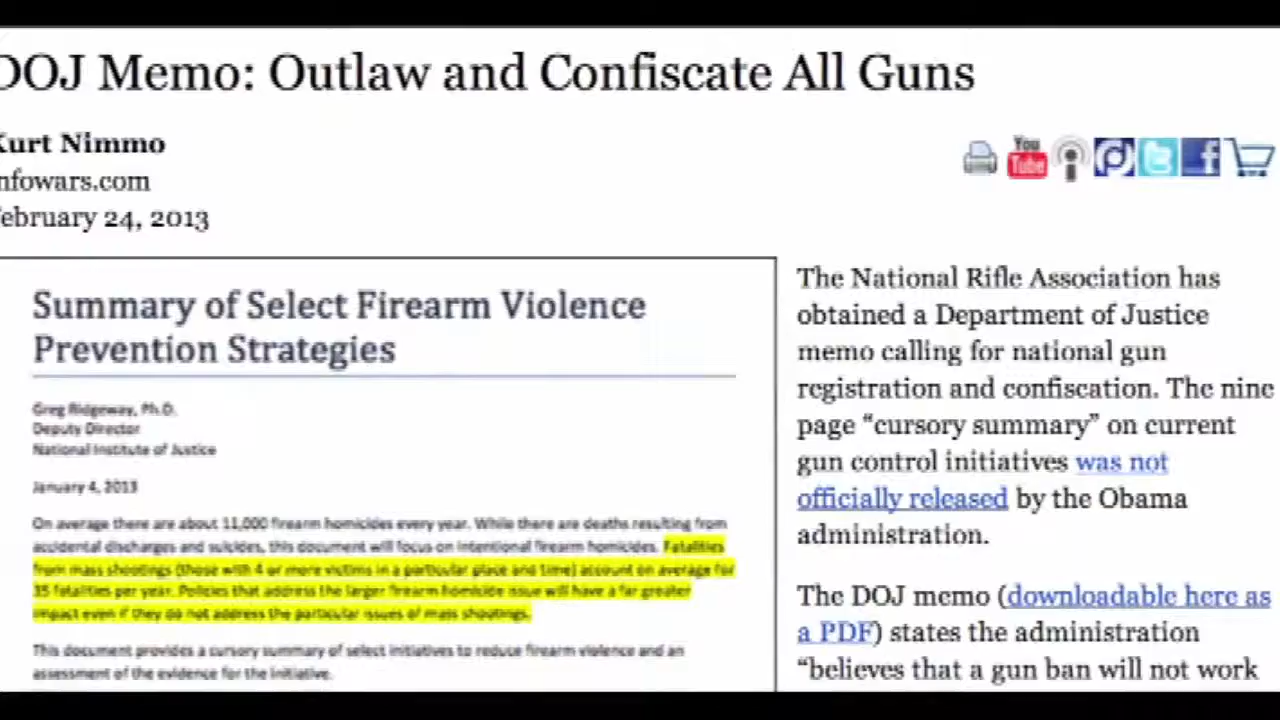 DOJ Memo: Outlaw and Confiscate All Guns
Kurt Nimmo
nfowars.com
ebruary 24, 2013
You
Tube
Summary of Select Firearm Violence
Prevention Strategies
Greg Ridgeway, Ph.D.
Deputy Director
National Institute of Justice
January 4, 2013
On average there are about 11,000 firearm homicides every year. While there are deaths resulting from
accidental discharges and suicides, this document will focus on intentional firearm homicides. Fatalities
from mass shootings (those with 4 or more victims in a particular place and time) account on average for
35 fatalities per year. Policies that address the larger firearm homicide issue will have a far greater
impact even if they do not address the particular issues of mass shootings.
This document provides a cursory summary of select initiatives to reduce firearm violence and an
assessment of the evidence for the initiative.
The National Rifle Association has
obtained a Department of Justice
memo calling for national gun
registration and confiscation. The nine
page “cursory summary” on current
gun control initiatives was not
officially released by the Obama
administration.
The DOJ memo (downloadable here as
a PDF) states the administration
“believes that a gun ban will not work